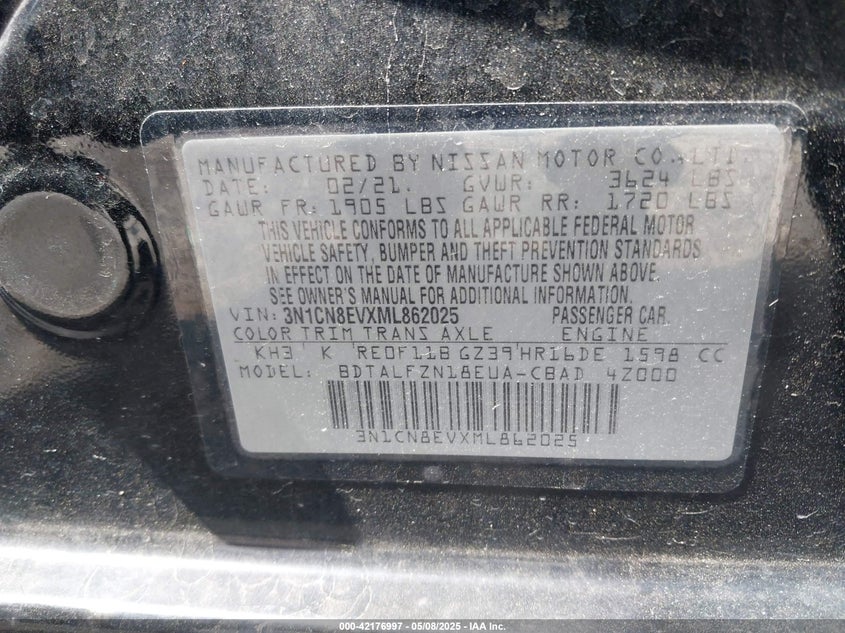 MANUFACTURED BY NISSAN MOTOR CO., LTD.
DATE: 02/21. GVWR: 3624 LBS
GAWR FR: 1905 LBS GAWR RR: 1720 LBS
THIS VEHICLE CONFORMS TO ALL APPLICABLE FEDERAL MOTOR
VEHICLE SAFETY, BUMPER AND THEFT PREVENTION STANDARDS
IN EFFECT ON THE DATE OF MANUFACTURE SHOWN ABOVE.
SEE OWNER'S MANUAL FOR ADDITIONAL INFORMATION.
VIN: 3N1CN8EVXML862025 PASSENGER CAR.
COLOR TRIM TRANS AXLE ENGINE
KH3 K RE0F11B GZ39 HR16DE 1598 CC
MODEL: BDTALFZN18EUA-CBAD 4Z000
3N1CN8EVXML862025
000-42176997 - 05/08/2025 - IAA Inc.